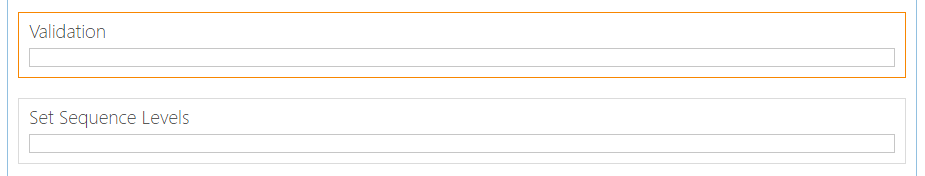 Validation
Set Sequence Levels